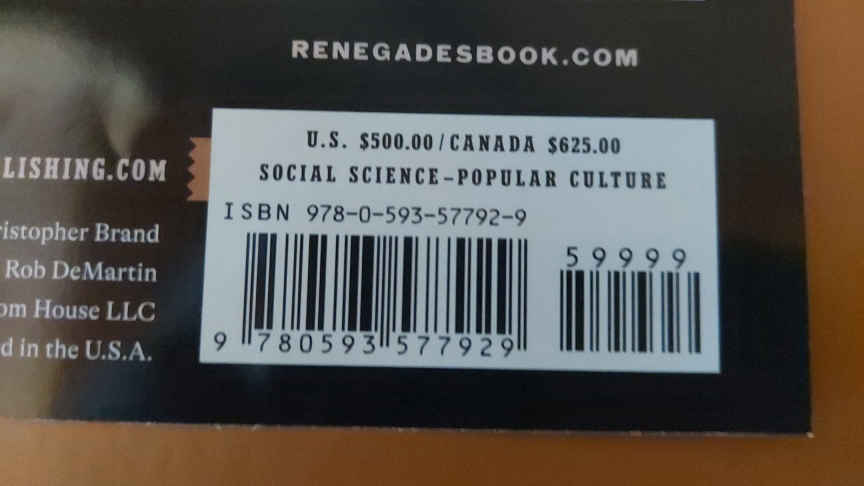 RENEGADESBOOK.COM
U.S. $500.00/CANADA $625.00
SOCIAL SCIENCE–POPULAR CULTURE
LISHING.COM
ISBN 978-0-593-57792-9
istopher Brand
59999
Rob DeMartin
om House LLC
9 780593 577929
d in the U.S.A.